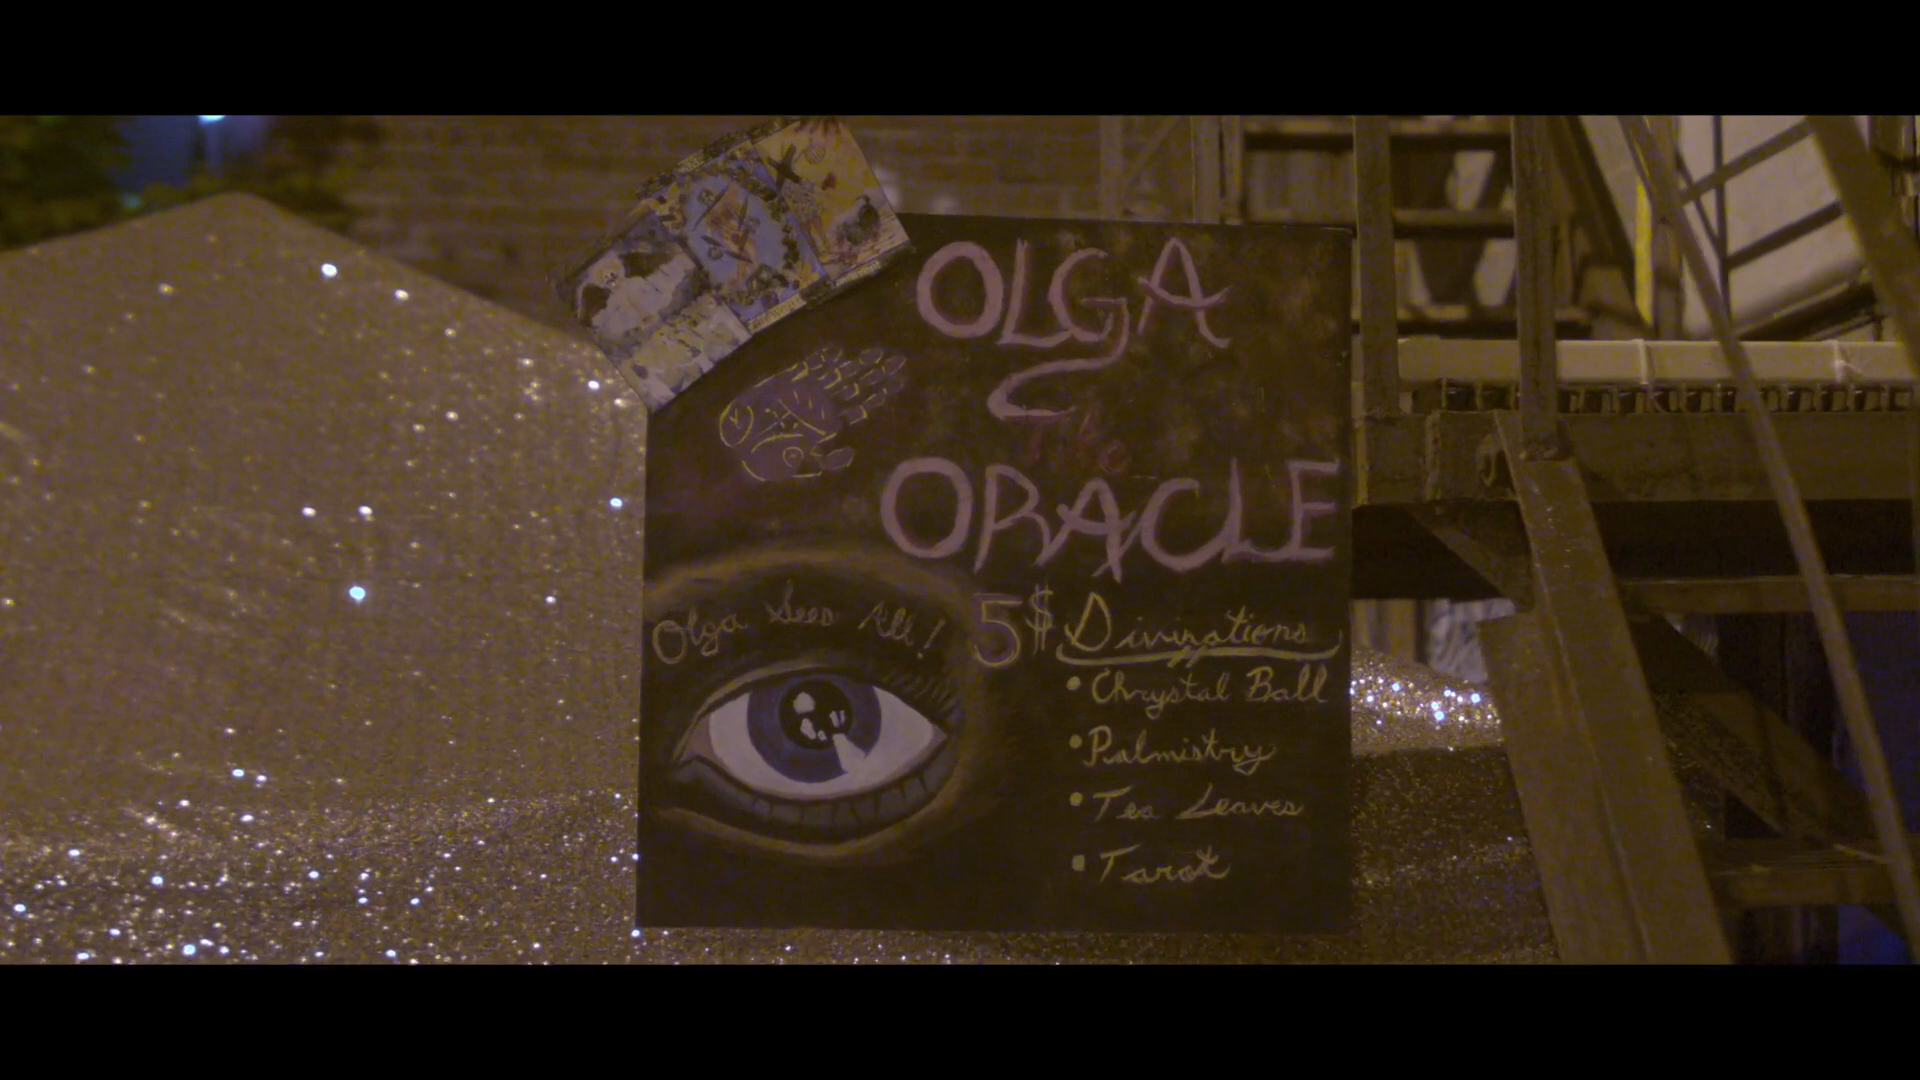 OLGA
The
ORACLE
Olga Sees All!
5$ Divinations
• Chrystal Ball
• Palmistry
• Tea Leaves
• Tarot